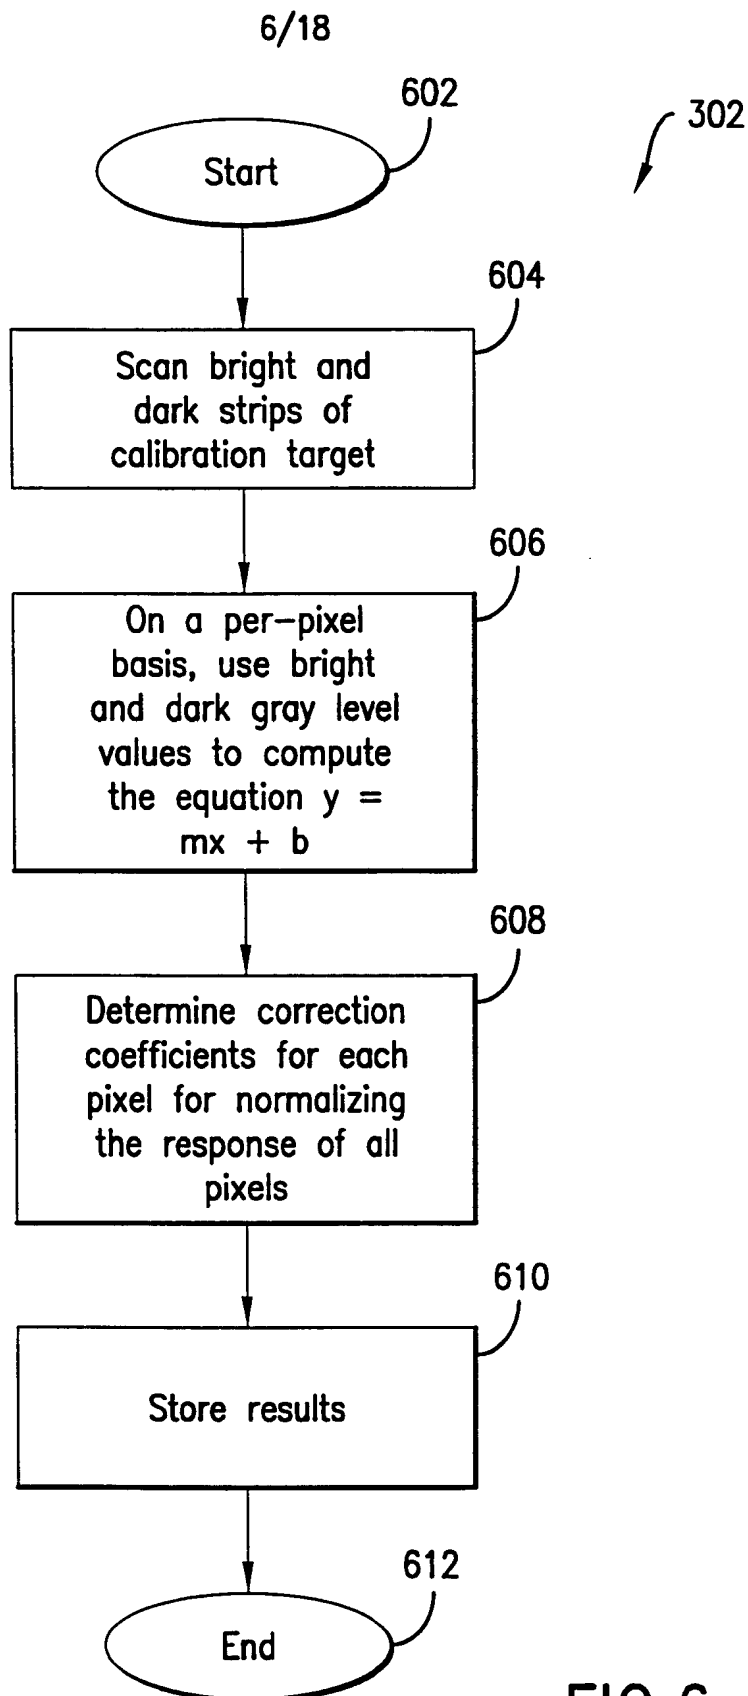 6/18
602
302
Start
604
Scan bright and
dark strips of
calibration target
606
On a per-pixel
basis, use bright
and dark gray level
values to compute
the equation y =
mx + b
608
Determine correction
coefficients for each
pixel for normalizing
the response of all
pixels
610
Store results
612
End
FIG.6